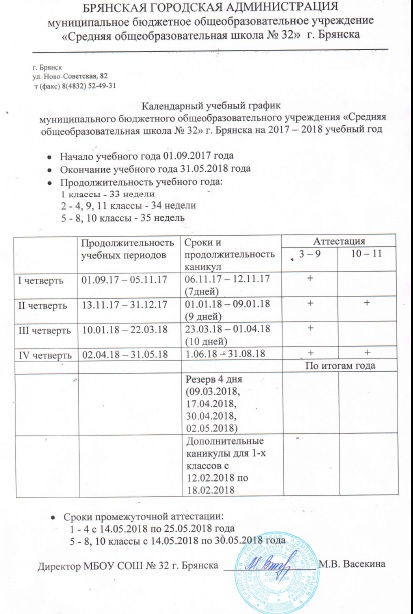 БРЯНСКАЯ ГОРОДСКАЯ АДМИНИСТРАЦИЯ
муниципальное бюджетное общеобразовательное учреждение
«Средняя общеобразовательная школа № 32» г. Брянска
г. Брянск
ул. Ново-Советская, 82
т (факс) 8(4832) 52-49-31
Календарный учебный график
муниципального бюджетного общеобразовательного учреждения «Средняя
общеобразовательная школа № 32» г. Брянска на 2017 – 2018 учебный год
• Начало учебного года 01.09.2017 года
• Окончание учебного года 31.05.2018 года
• Продолжительность учебного года:
1 классы - 33 недели
2 - 4, 9, 11 классы - 34 недели
5 - 8, 10 классы - 35 недель
Продолжительность учебных периодов
Сроки и продолжительность каникул
Аттестация
3 – 9
10 – 11
I четверть 01.09.17 – 05.11.17 06.11.17 – 12.11.17 +
(7дней)
II четверть 13.11.17 – 31.12.17 01.01.18 – 09.01.18 + +
(9 дней)
III четверть 10.01.18 – 22.03.18 23.03.18 – 01.04.18 +
(10 дней)
IV четверть 02.04.18 – 31.05.18 1.06.18 – 31.08.18 + +
По итогам года
Резерв 4 дня
(09.03.2018,
17.04.2018,
30.04.2018,
02.05.2018)
Дополнительные
каникулы для 1-х
классов с
12.02.2018 по
18.02.2018
• Сроки промежуточной аттестации:
1 - 4 с 14.05.2018 по 25.05.2018 года
5 - 8, 10 классы с 14.05.2018 по 30.05.2018 года
Директор МБОУ СОШ № 32 г. Брянска М.В. Васекина